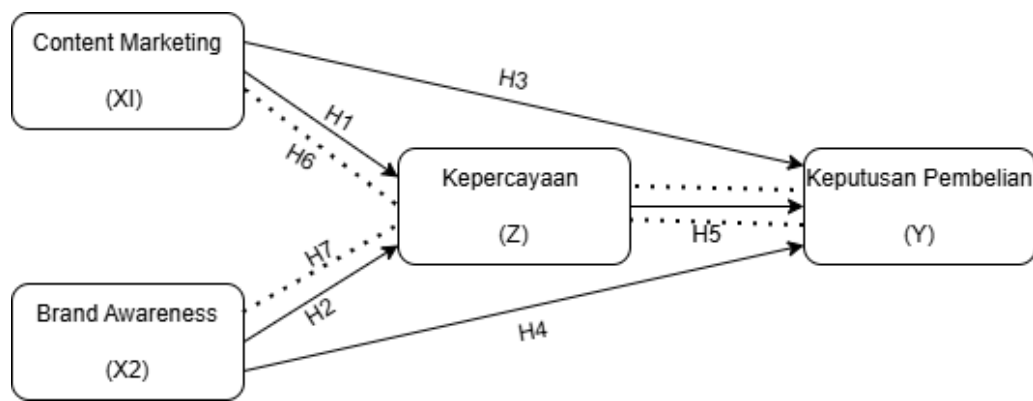 Content Marketing
(XI)
H3
H1
H6
Kepercayaan
(Z)
Keputusan Pembelian
(Y)
H5
H7
H2
Brand Awareness
(X2)
H4